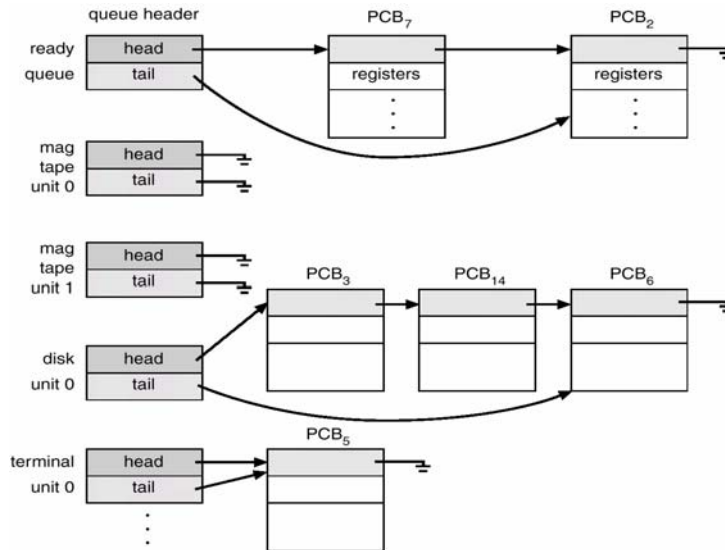 queue header
PCB7
PCB2
ready
queue
head
tail
registers
registers
mag
tape
unit 0
head
tail
mag
tape
unit 1
head
tail
PCB3
PCB14
PCB6
disk
unit 0
head
tail
PCB5
terminal
unit 0
head
tail